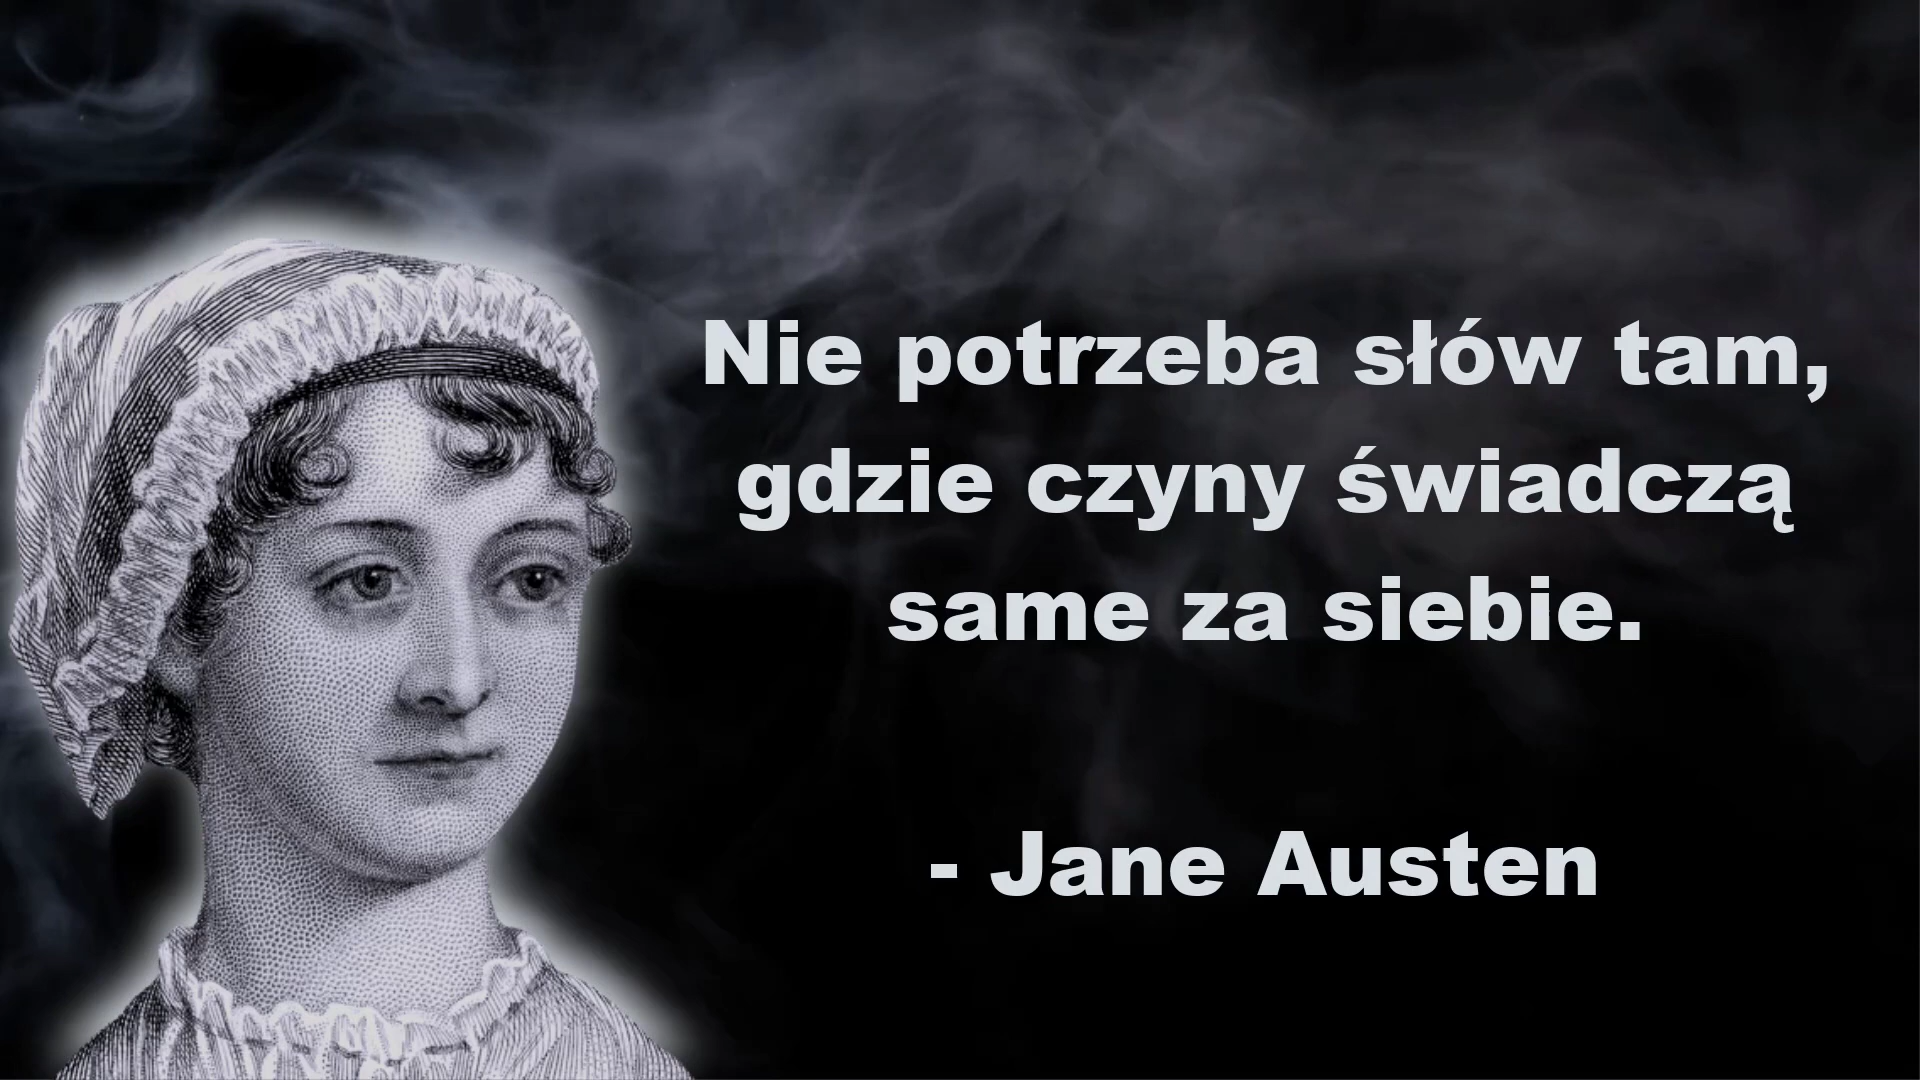 Nie potrzeba słów tam,
gdzie czyny świadczą
same za siebie.
- Jane Austen